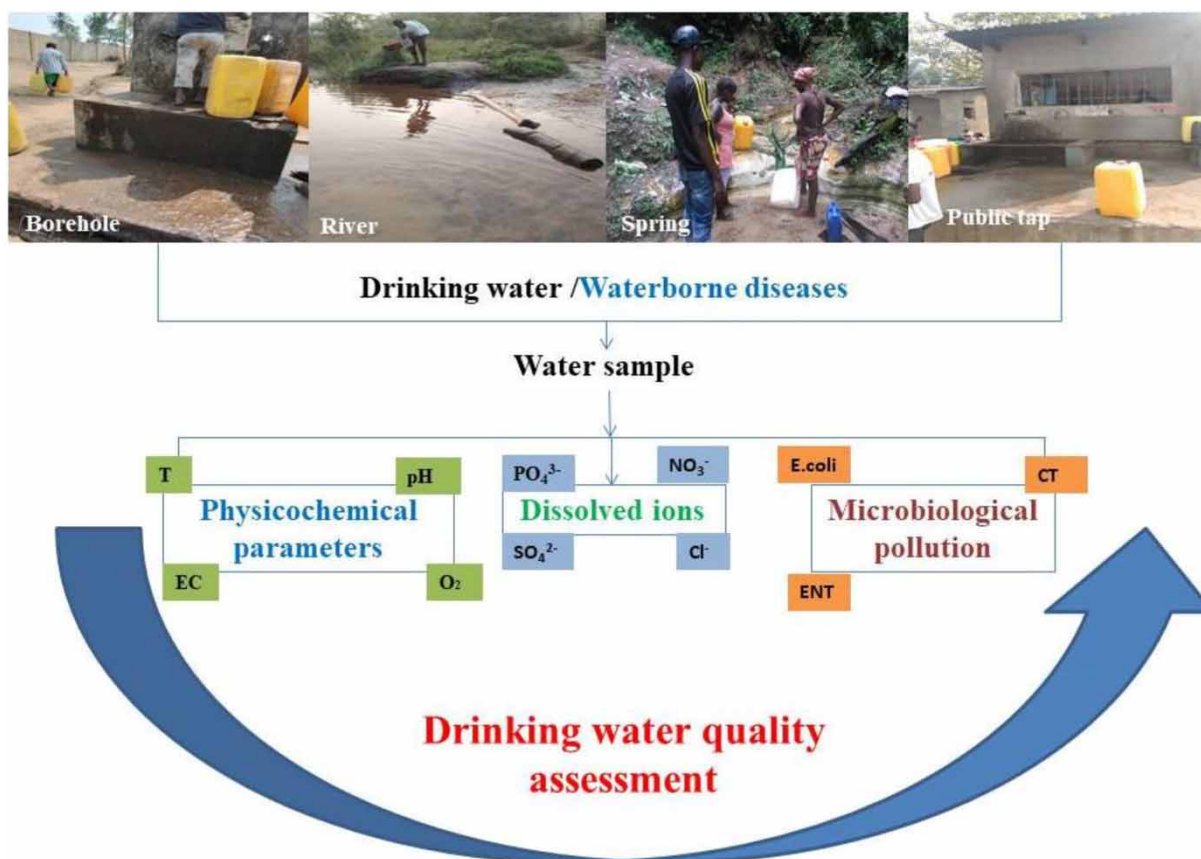 Borehole
River
Spring
Public tap
Drinking water /Waterborne diseases
Water sample
T
pH
Physicochemical
parameters
EC
O₂
PO₄³⁻
NO₃⁻
Dissolved ions
SO₄²⁻
Cl⁻
E.coli
CT
Microbiological
pollution
ENT
Drinking water quality
assessment